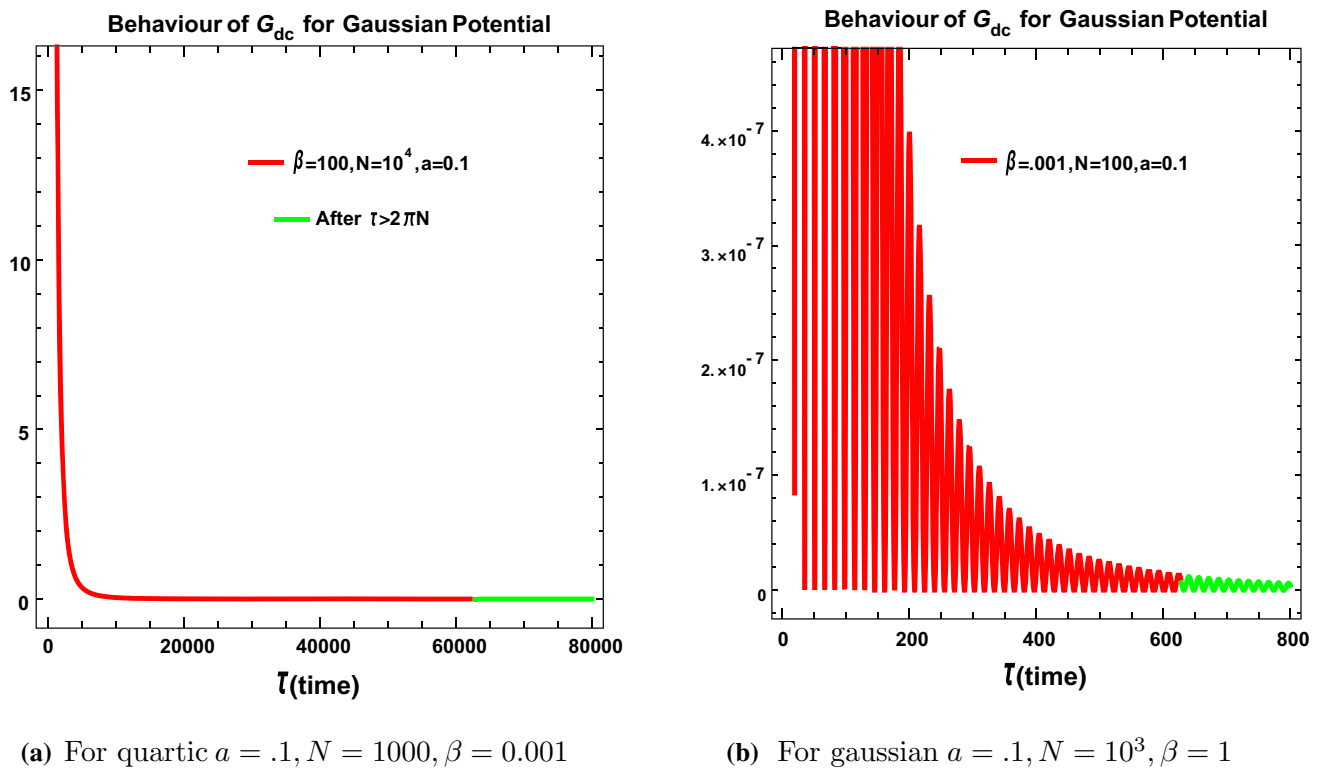 Behaviour of G_dc for Gaussian Potential
15
10
5
0
β=100,N=10^4,a=0.1
After τ>2πN
0 20000 40000 60000 80000
τ(time)
(a) For quartic a = .1, N = 1000, β = 0.001
Behaviour of G_dc for Gaussian Potential
4.×10^-7
3.×10^-7
2.×10^-7
1.×10^-7
0
β=.001,N=100,a=0.1
0 200 400 600 800
τ(time)
(b) For gaussian a = .1, N = 10^3, β = 1